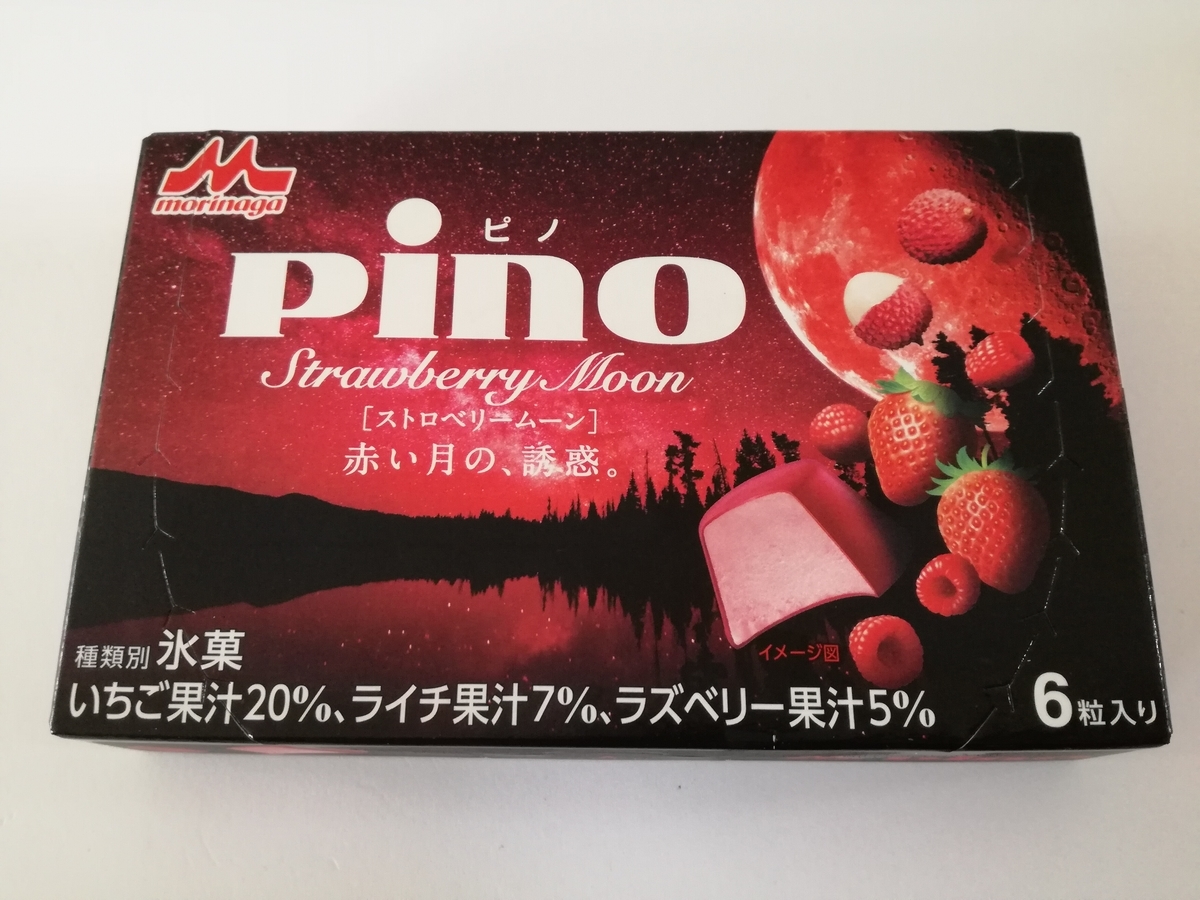 morinaga
ピノ
pino
Strawberry Moon
［ストロベリームーン］
赤い月の、誘惑。
イメージ図
種類別 氷菓
いちご果汁20%、ライチ果汁7%、ラズベリー果汁5%
6粒入り